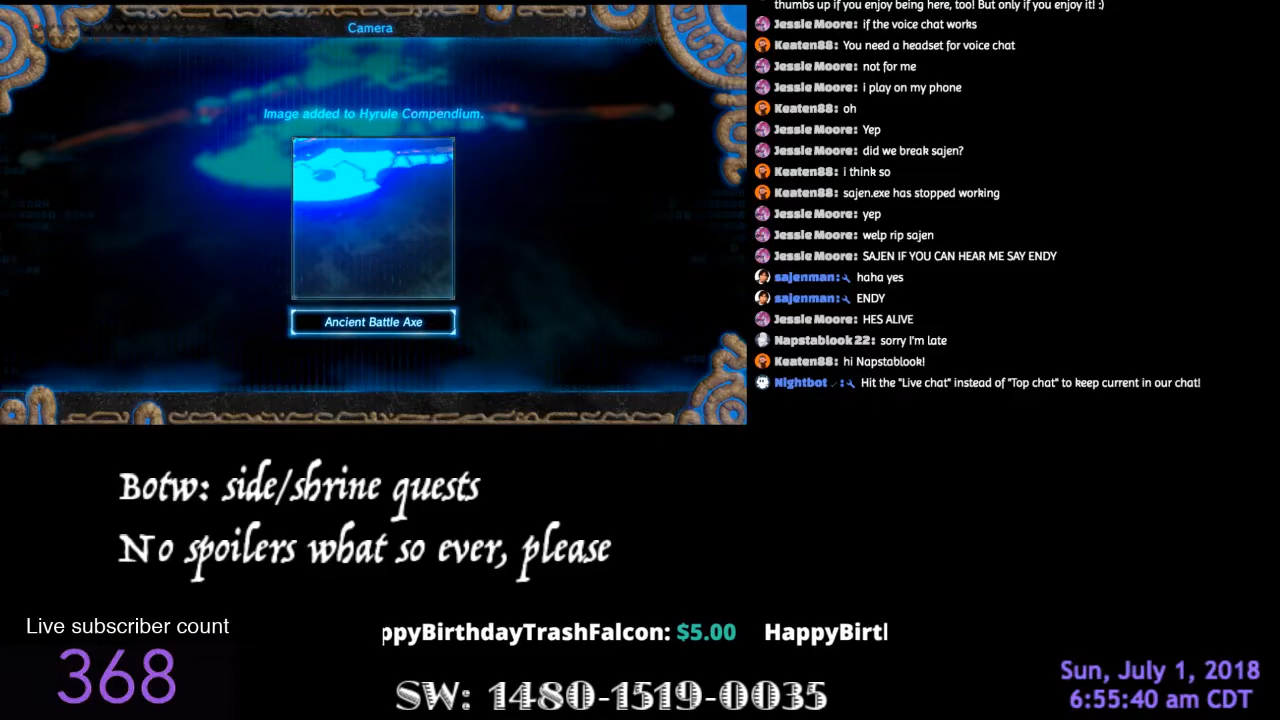 Camera
Image added to Hyrule Compendium.
Ancient Battle Axe
thumbs up if you enjoy being here, too! But only if you enjoy it! :)
Jessie Moore: if the voice chat works
Keaten88: You need a headset for voice chat
Jessie Moore: not for me
Jessie Moore: i play on my phone
Keaten88: oh
Jessie Moore: Yep
Jessie Moore: did we break sajen?
Keaten88: i think so
Keaten88: sajen.exe has stopped working
Jessie Moore: yep
Jessie Moore: welp rip sajen
Jessie Moore: SAJEN IF YOU CAN HEAR ME SAY ENDY
sajenman: haha yes
sajenman: ENDY
Jessie Moore: HES ALIVE
Napstablook 22: sorry I'm late
Keaten88: hi Napstablook!
Nightbot ✓: Hit the "Live chat" instead of "Top chat" to keep current in our chat!
Botw: side/shrine quests
No spoilers what so ever, please
Live subscriber count
368
ppyBirthdayTrashFalcon: $5.00 HappyBirtl
SW: 1480-1519-0035
Sun, July 1, 2018
6:55:40 am CDT